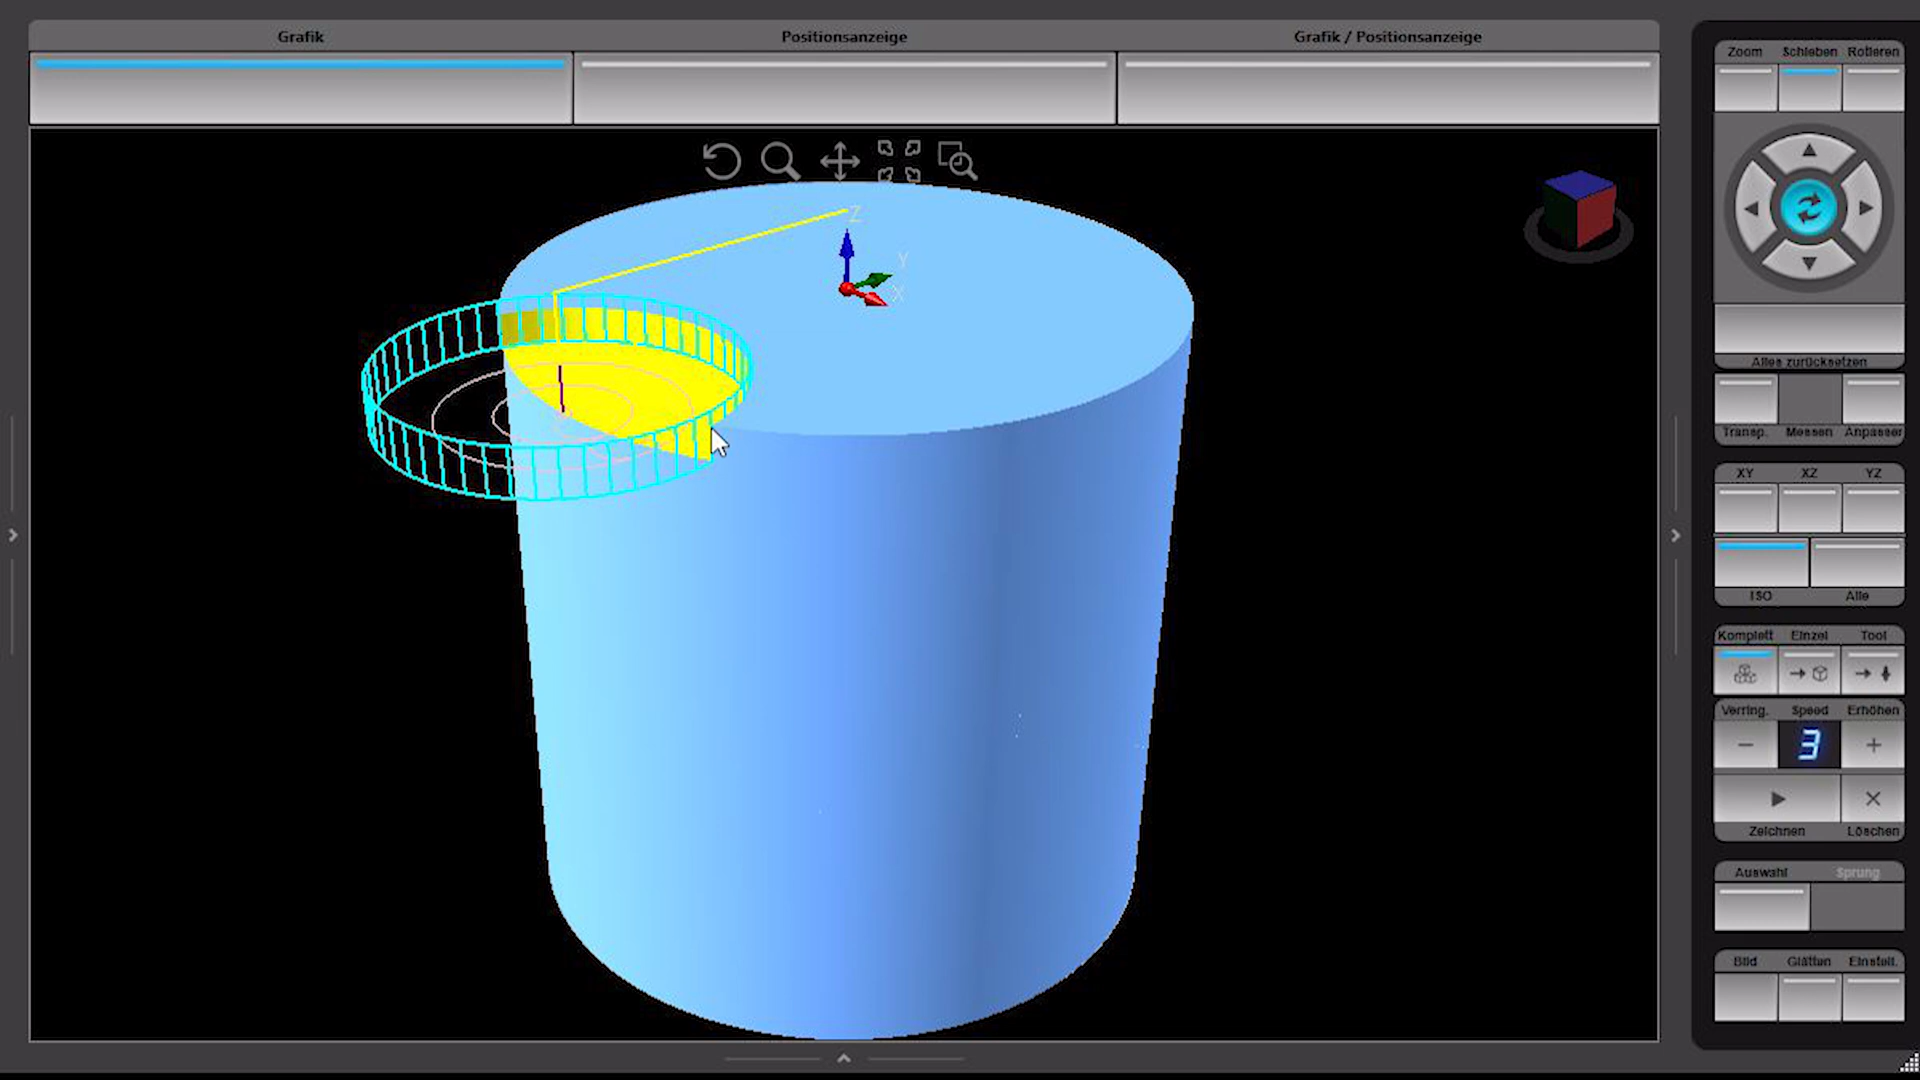 Grafik Positionsanzeige Grafik / Positionsanzeige
Zoom Schieben Rotieren
Z
Y
X
Alles zurücksetzen
Transp. Messen Anpassen
XY XZ YZ
ISO Alle
Komplett Einzel Tool
Verring. Speed Erhöhen
3
Zeichnen Löschen
Auswahl Sprung
Bild Glätten Einstell.